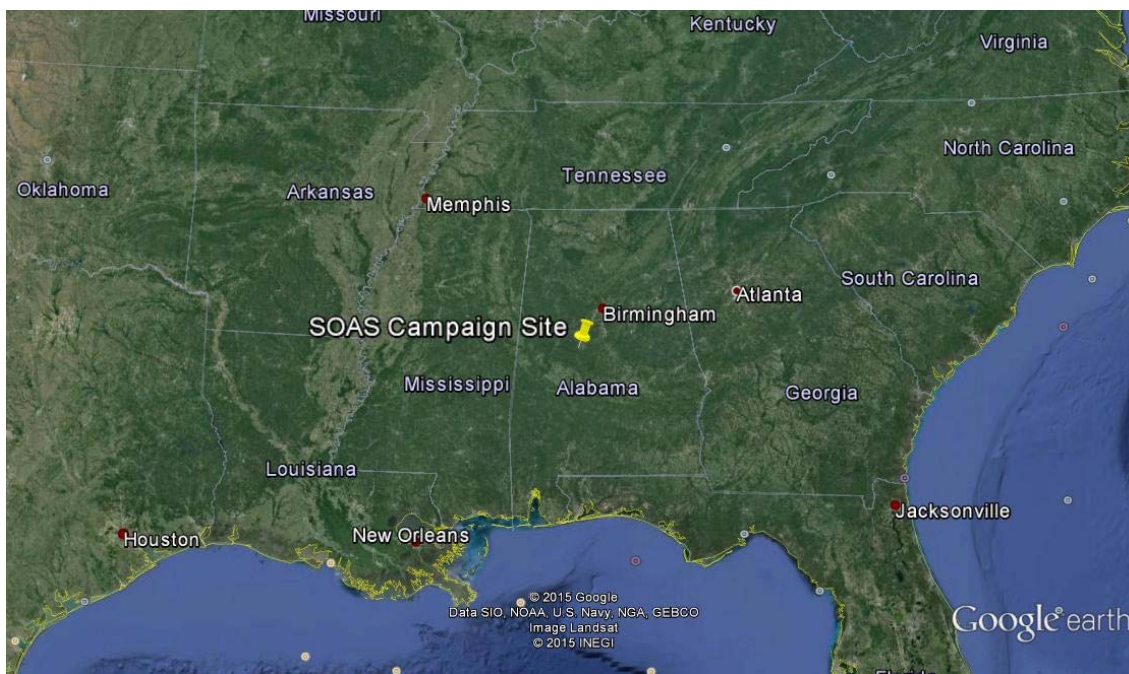 Missouri
Kentucky
Virginia
Oklahoma
Arkansas
Memphis
Tennessee
North Carolina
South Carolina
Atlanta
Birmingham
SOAS Campaign Site
Mississippi
Alabama
Georgia
Louisiana
Houston
New Orleans
Jacksonville
© 2015 Google
Data SIO, NOAA, U.S. Navy, NGA, GEBCO
Image Landsat
© 2015 INEGI
Google earth
Florida